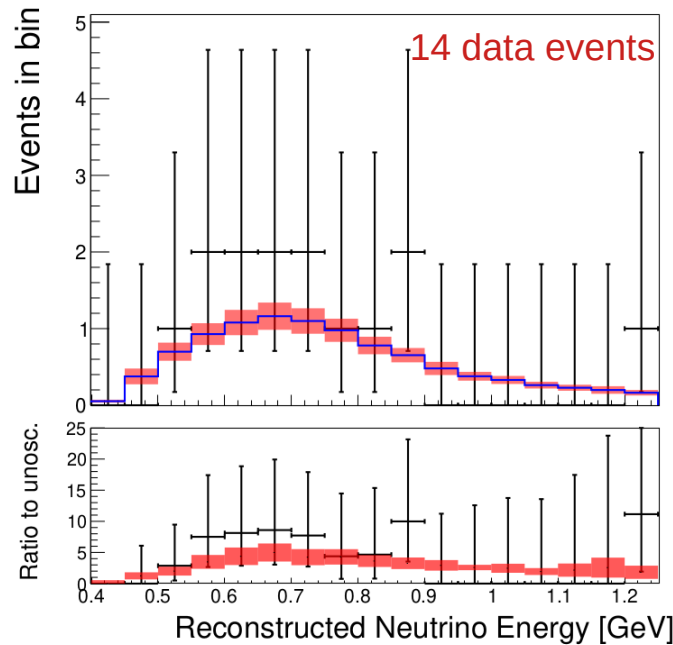 14 data events
Events in bin
5
4
3
2
1
0
Ratio to unosc.
25
20
15
10
5
0
0.4 0.5 0.6 0.7 0.8 0.9 1 1.1 1.2
Reconstructed Neutrino Energy [GeV]